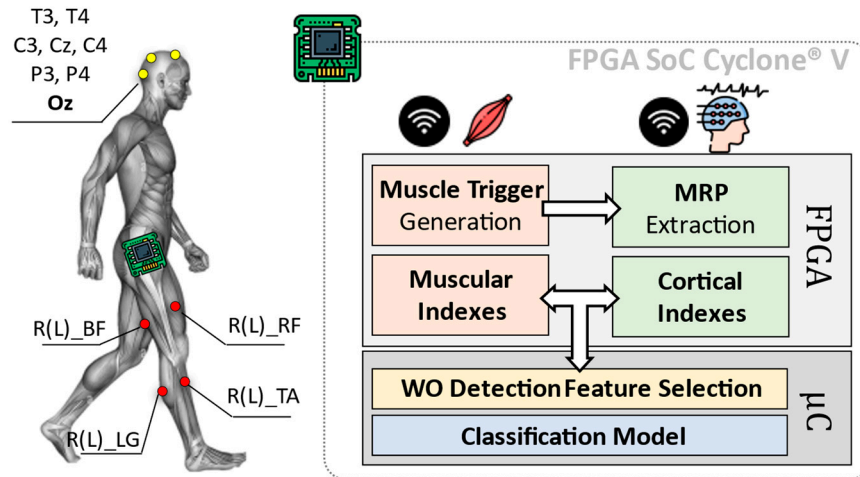 T3, T4
C3, Cz, C4
P3, P4
Oz
R(L)_BF
R(L)_RF
R(L)_TA
R(L)_LG
FPGA SoC Cyclone® V
Muscle Trigger
Generation
MRP
Extraction
Muscular
Indexes
Cortical
Indexes
FPGA
WO Detection Feature Selection
Classification Model
μC